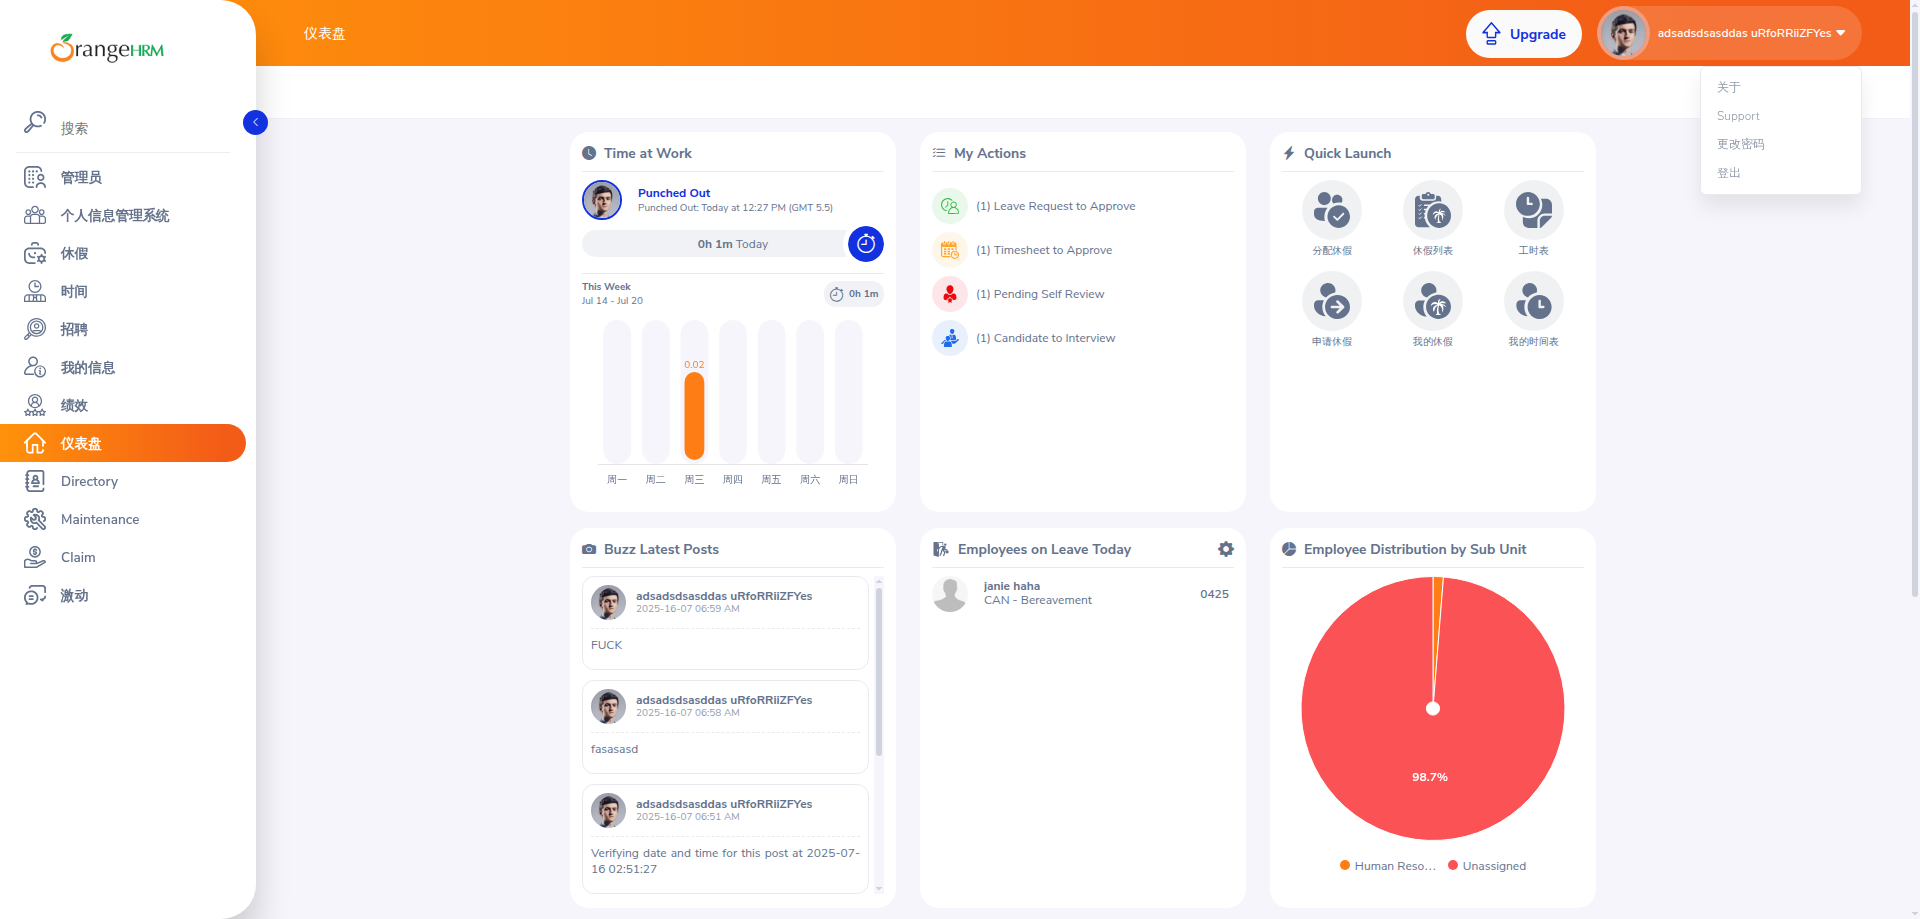 OrangeHRM
搜索
管理员
个人信息管理系统
休假
时间
招聘
我的信息
绩效
仪表盘
Directory
Maintenance
Claim
激动
仪表盘
Upgrade
adsadsdsasddas uRfoRRiiZFYes
关于
Support
更改密码
登出
Time at Work
Punched Out
Punched Out: Today at 12:27 PM (GMT 5.5)
0h 1m Today
This Week
Jul 14 - Jul 20
0h 1m
0.02
周一 周二 周三 周四 周五 周六 周日
My Actions
(1) Leave Request to Approve
(1) Timesheet to Approve
(1) Pending Self Review
(1) Candidate to Interview
Quick Launch
分配休假 休假列表 工时表
申请休假 我的休假 我的时间表
Buzz Latest Posts
adsadsdsasddas uRfoRRiiZFYes
2025-16-07 06:59 AM
FUCK
adsadsdsasddas uRfoRRiiZFYes
2025-16-07 06:58 AM
fasasasd
adsadsdsasddas uRfoRRiiZFYes
2025-16-07 06:51 AM
Verifying date and time for this post at 2025-07-
16 02:51:27
Employees on Leave Today
janie haha
CAN - Bereavement
0425
Employee Distribution by Sub Unit
98.7%
Human Reso... Unassigned